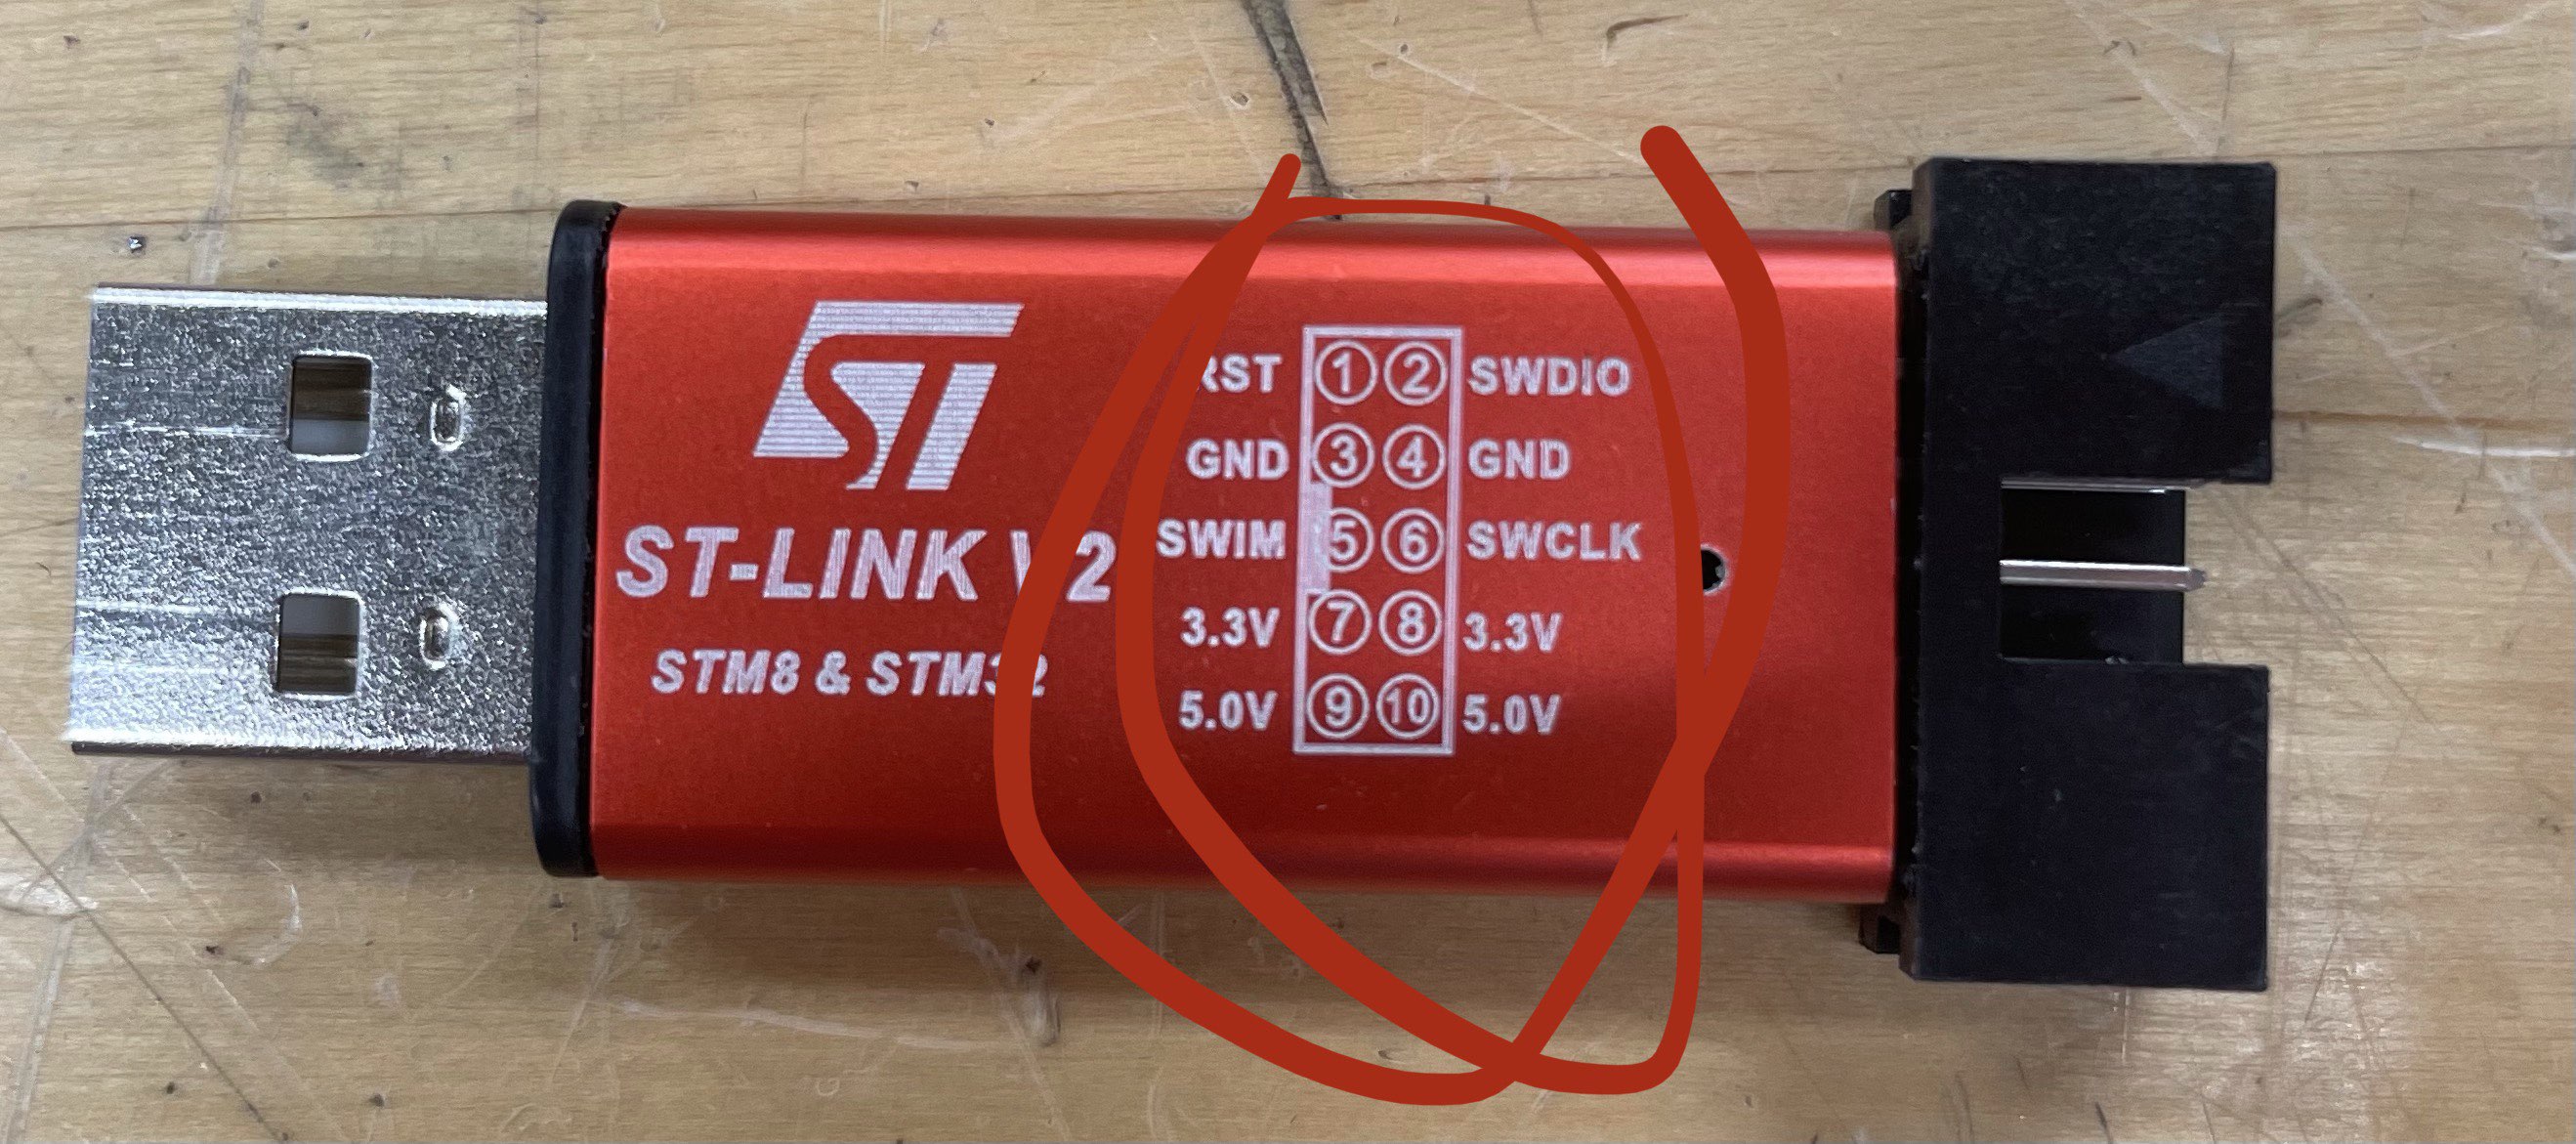 ST
ST-LINK V2
STM8 & STM32
RST 1 2 SWDIO
GND 3 4 GND
SWIM 5 6 SWCLK
3.3V 7 8 3.3V
5.0V 9 10 5.0V